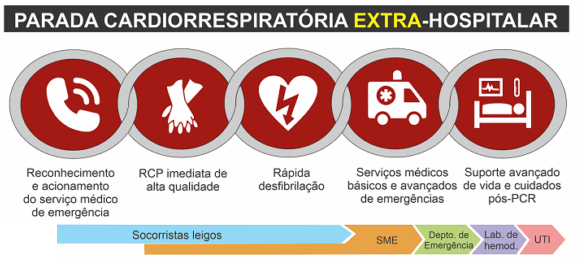 PARADA CARDIORRESPIRATÓRIA EXTRA-HOSPITALAR
Reconhecimento
e acionamento
do serviço médico
de emergência
RCP imediata de
alta qualidade
Rápida
desfibrilação
Serviços médicos
básicos e avançados
de emergências
Suporte avançado
de vida e cuidados
pós-PCR
Socorristas leigos
SME
Depto. de
Emergência
Lab. de
hemod.
UTI